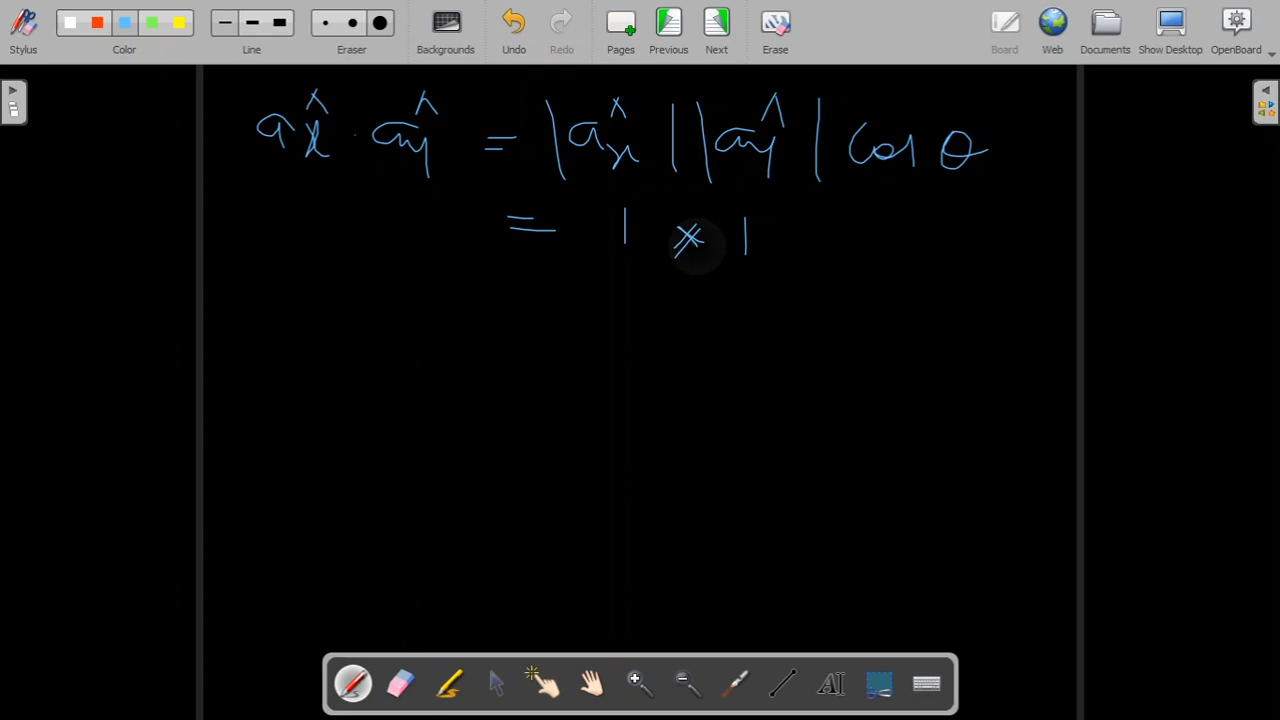 Stylus Color Line Eraser Backgrounds Undo Redo Pages Previous Next Erase Board Web Documents Show Desktop OpenBoard
âx · ây = |âx| |ây| cos θ
= 1 * 1
AI